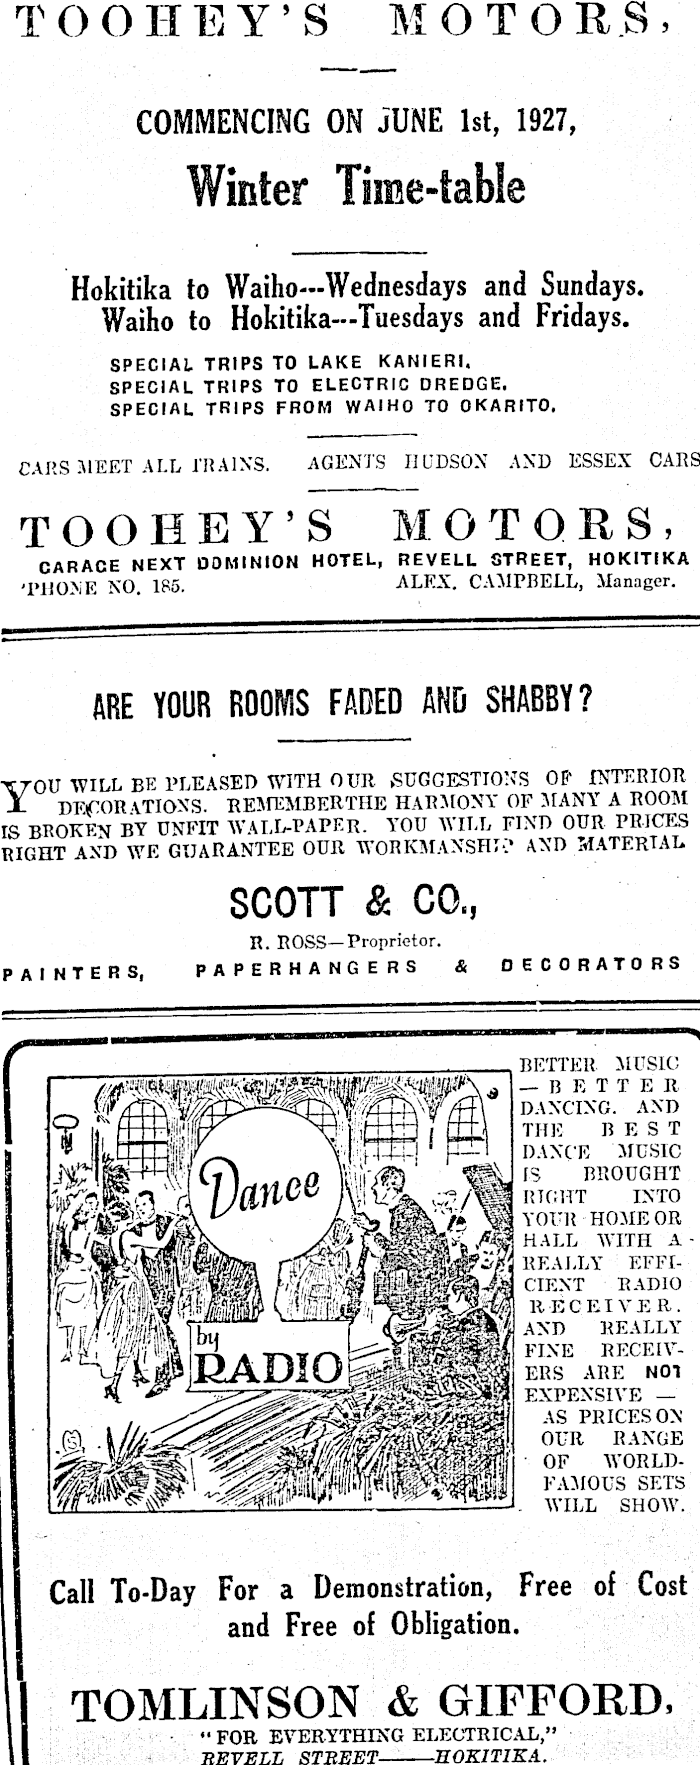 TOOHEY'S MOTORS,
COMMENCING ON JUNE 1st, 1927,
Winter Time-table
Hokitika to Waiho---Wednesdays and Sundays.
Waiho to Hokitika---Tuesdays and Fridays.
SPECIAL TRIPS TO LAKE KANIERI.
SPECIAL TRIPS TO ELECTRIC DREDGE.
SPECIAL TRIPS FROM WAIHO TO OKARITO.
CARS MEET ALL TRAINS. AGENTS HUDSON AND ESSEX CARS
TOOHEY'S MOTORS,
GARAGE NEXT DOMINION HOTEL, REVELL STREET, HOKITIKA
'PHONE NO. 185. ALEX. CAMPBELL, Manager.
ARE YOUR ROOMS FADED AND SHABBY?
YOU WILL BE PLEASED WITH OUR SUGGESTIONS OF INTERIOR
DECORATIONS. REMEMBERTHE HARMONY OF MANY A ROOM
IS BROKEN BY UNFIT WALL-PAPER. YOU WILL FIND OUR PRICES
RIGHT AND WE GUARANTEE OUR WORKMANSHIP AND MATERIAL
SCOTT & CO.,
R. ROSS—Proprietor.
PAINTERS, PAPERHANGERS & DECORATORS
Dance
by
RADIO
BETTER MUSIC
— BETTER
DANCING. AND
THE BEST
DANCE MUSIC
IS BROUGHT
RIGHT INTO
YOUR HOME OR
HALL WITH A
REALLY EFFI-
CIENT RADIO
RECEIVER.
AND REALLY
FINE RECEIV-
ERS ARE NOT
EXPENSIVE —
AS PRICES ON
OUR RANGE
OF WORLD-
FAMOUS SETS
WILL SHOW.
Call To-Day For a Demonstration, Free of Cost
and Free of Obligation.
TOMLINSON & GIFFORD,
"FOR EVERYTHING ELECTRICAL,"
REVELL STREET——HOKITIKA.